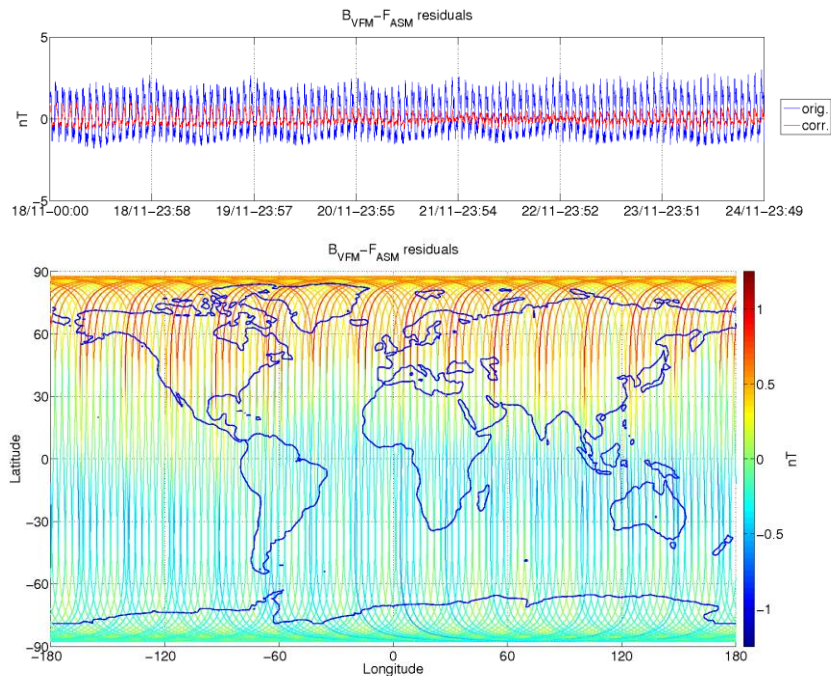 B_VFM−F_ASM residuals
5
0
−5
nT
18/11−00:00 18/11−23:58 19/11−23:57 20/11−23:55 21/11−23:54 22/11−23:52 23/11−23:51 24/11−23:49
orig.
corr.
B_VFM−F_ASM residuals
90
60
30
0
−30
−60
−90
Latitude
−180 −120 −60 0 60 120 180
Longitude
1
0.5
0
−0.5
−1
nT